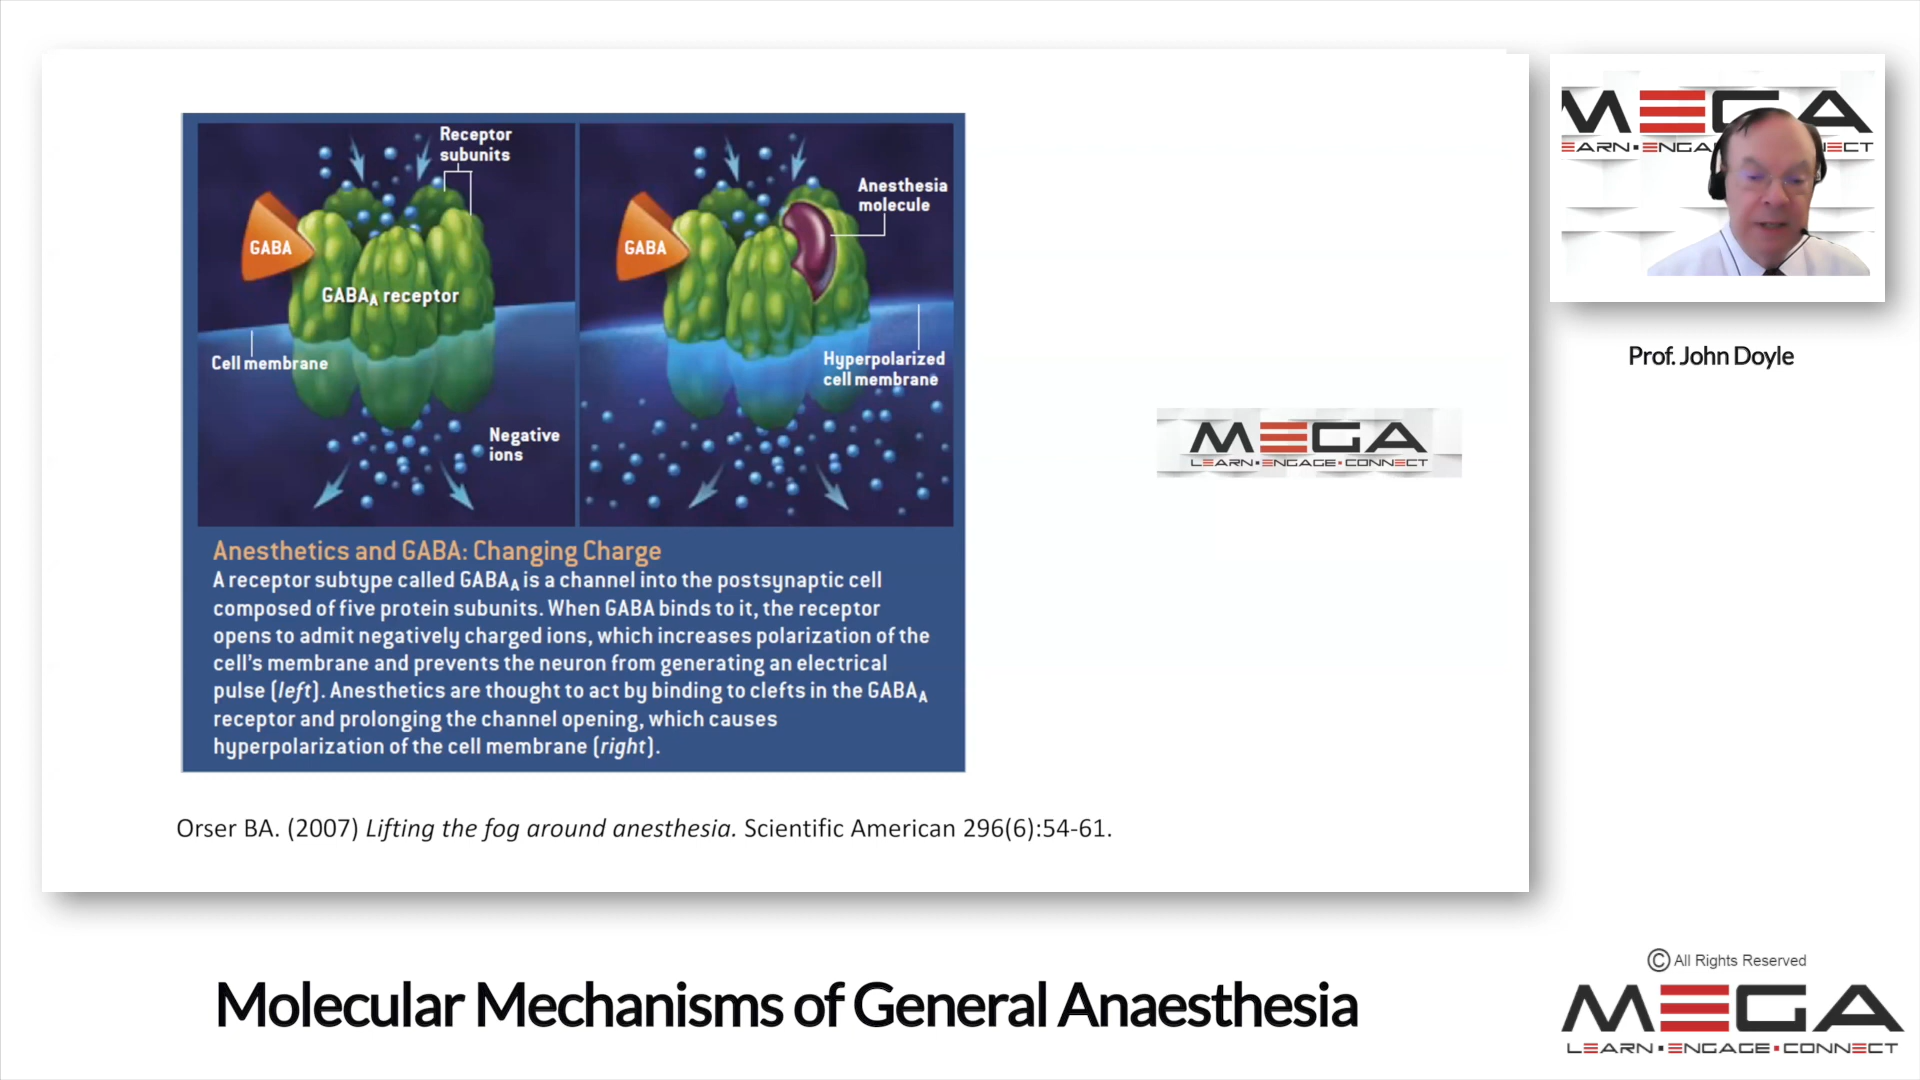 Receptor
subunits
GABA
GABAA receptor
Cell membrane
Negative
ions
Anesthesia
molecule
GABA
Hyperpolarized
cell membrane
Anesthetics and GABA: Changing Charge
A receptor subtype called GABAA is a channel into the postsynaptic cell
composed of five protein subunits. When GABA binds to it, the receptor
opens to admit negatively charged ions, which increases polarization of the
cell's membrane and prevents the neuron from generating an electrical
pulse (left). Anesthetics are thought to act by binding to clefts in the GABAA
receptor and prolonging the channel opening, which causes
hyperpolarization of the cell membrane (right).
Orser BA. (2007) Lifting the fog around anesthesia. Scientific American 296(6):54-61.
MEGA
LEARN▪ENGAGE▪CONNECT
MEGA
Prof. John Doyle
Molecular Mechanisms of General Anaesthesia
© All Rights Reserved
MEGA
LEARN▪ENGAGE▪CONNECT